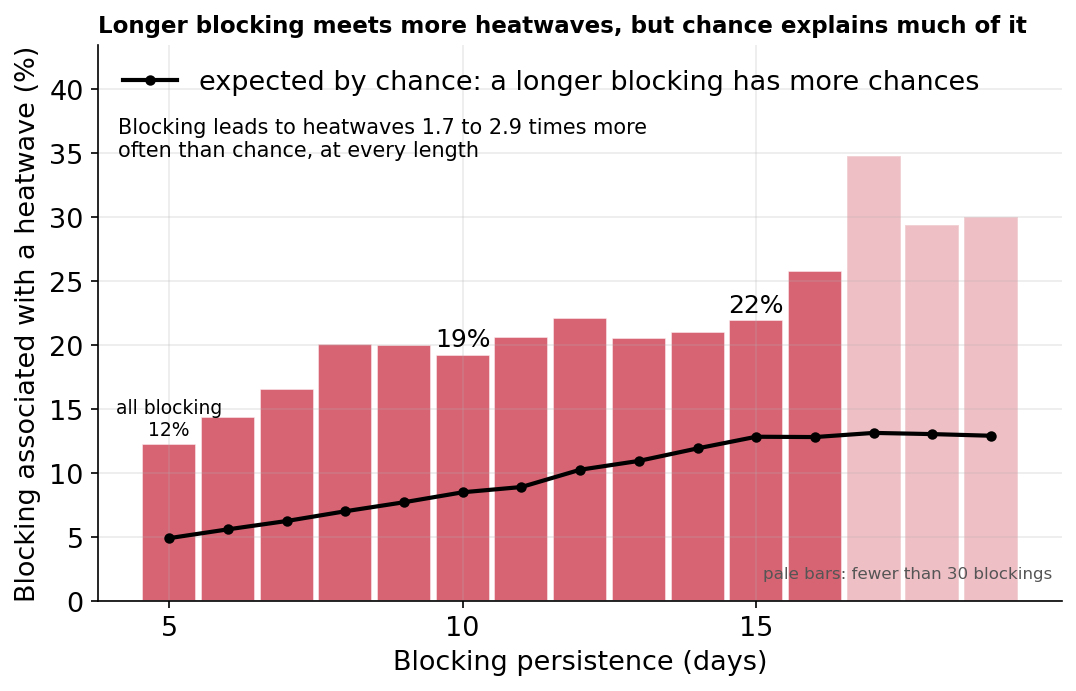 Longer blocking meets more heatwaves, but chance explains much of it
Blocking associated with a heatwave (%)
40
35
30
25
20
15
10
5
0
expected by chance: a longer blocking has more chances
Blocking leads to heatwaves 1.7 to 2.9 times more
often than chance, at every length
all blocking
12%
19%
22%
pale bars: fewer than 30 blockings
5
10
15
Blocking persistence (days)